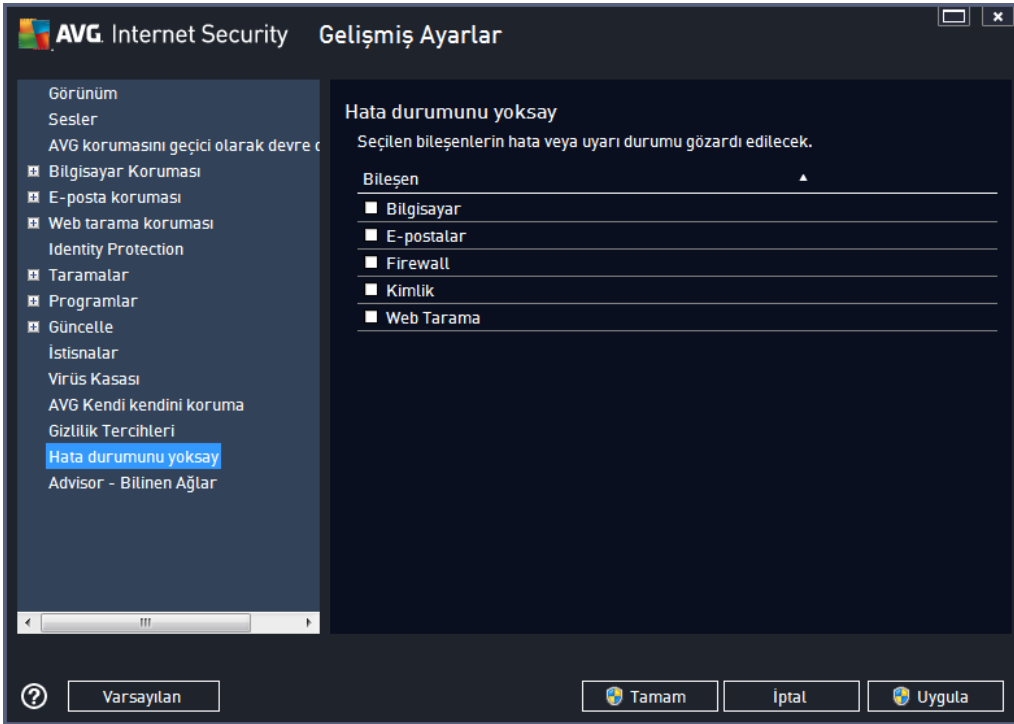 AVG. Internet Security Gelişmiş Ayarlar
Görünüm
Sesler
AVG korumasını geçici olarak devre
Bilgisayar Koruması
E-posta koruması
Web tarama koruması
Identity Protection
Taramalar
Programlar
Güncelle
İstisnalar
Virüs Kasası
AVG Kendi kendini koruma
Gizlilik Tercihleri
Hata durumunu yoksay
Advisor - Bilinen Ağlar
Hata durumunu yoksay
Seçilen bileşenlerin hata veya uyarı durumu gözardı edilecek.
Bileşen
Bilgisayar
E-postalar
Firewall
Kimlik
Web Tarama
Varsayılan
Tamam
İptal
Uygula